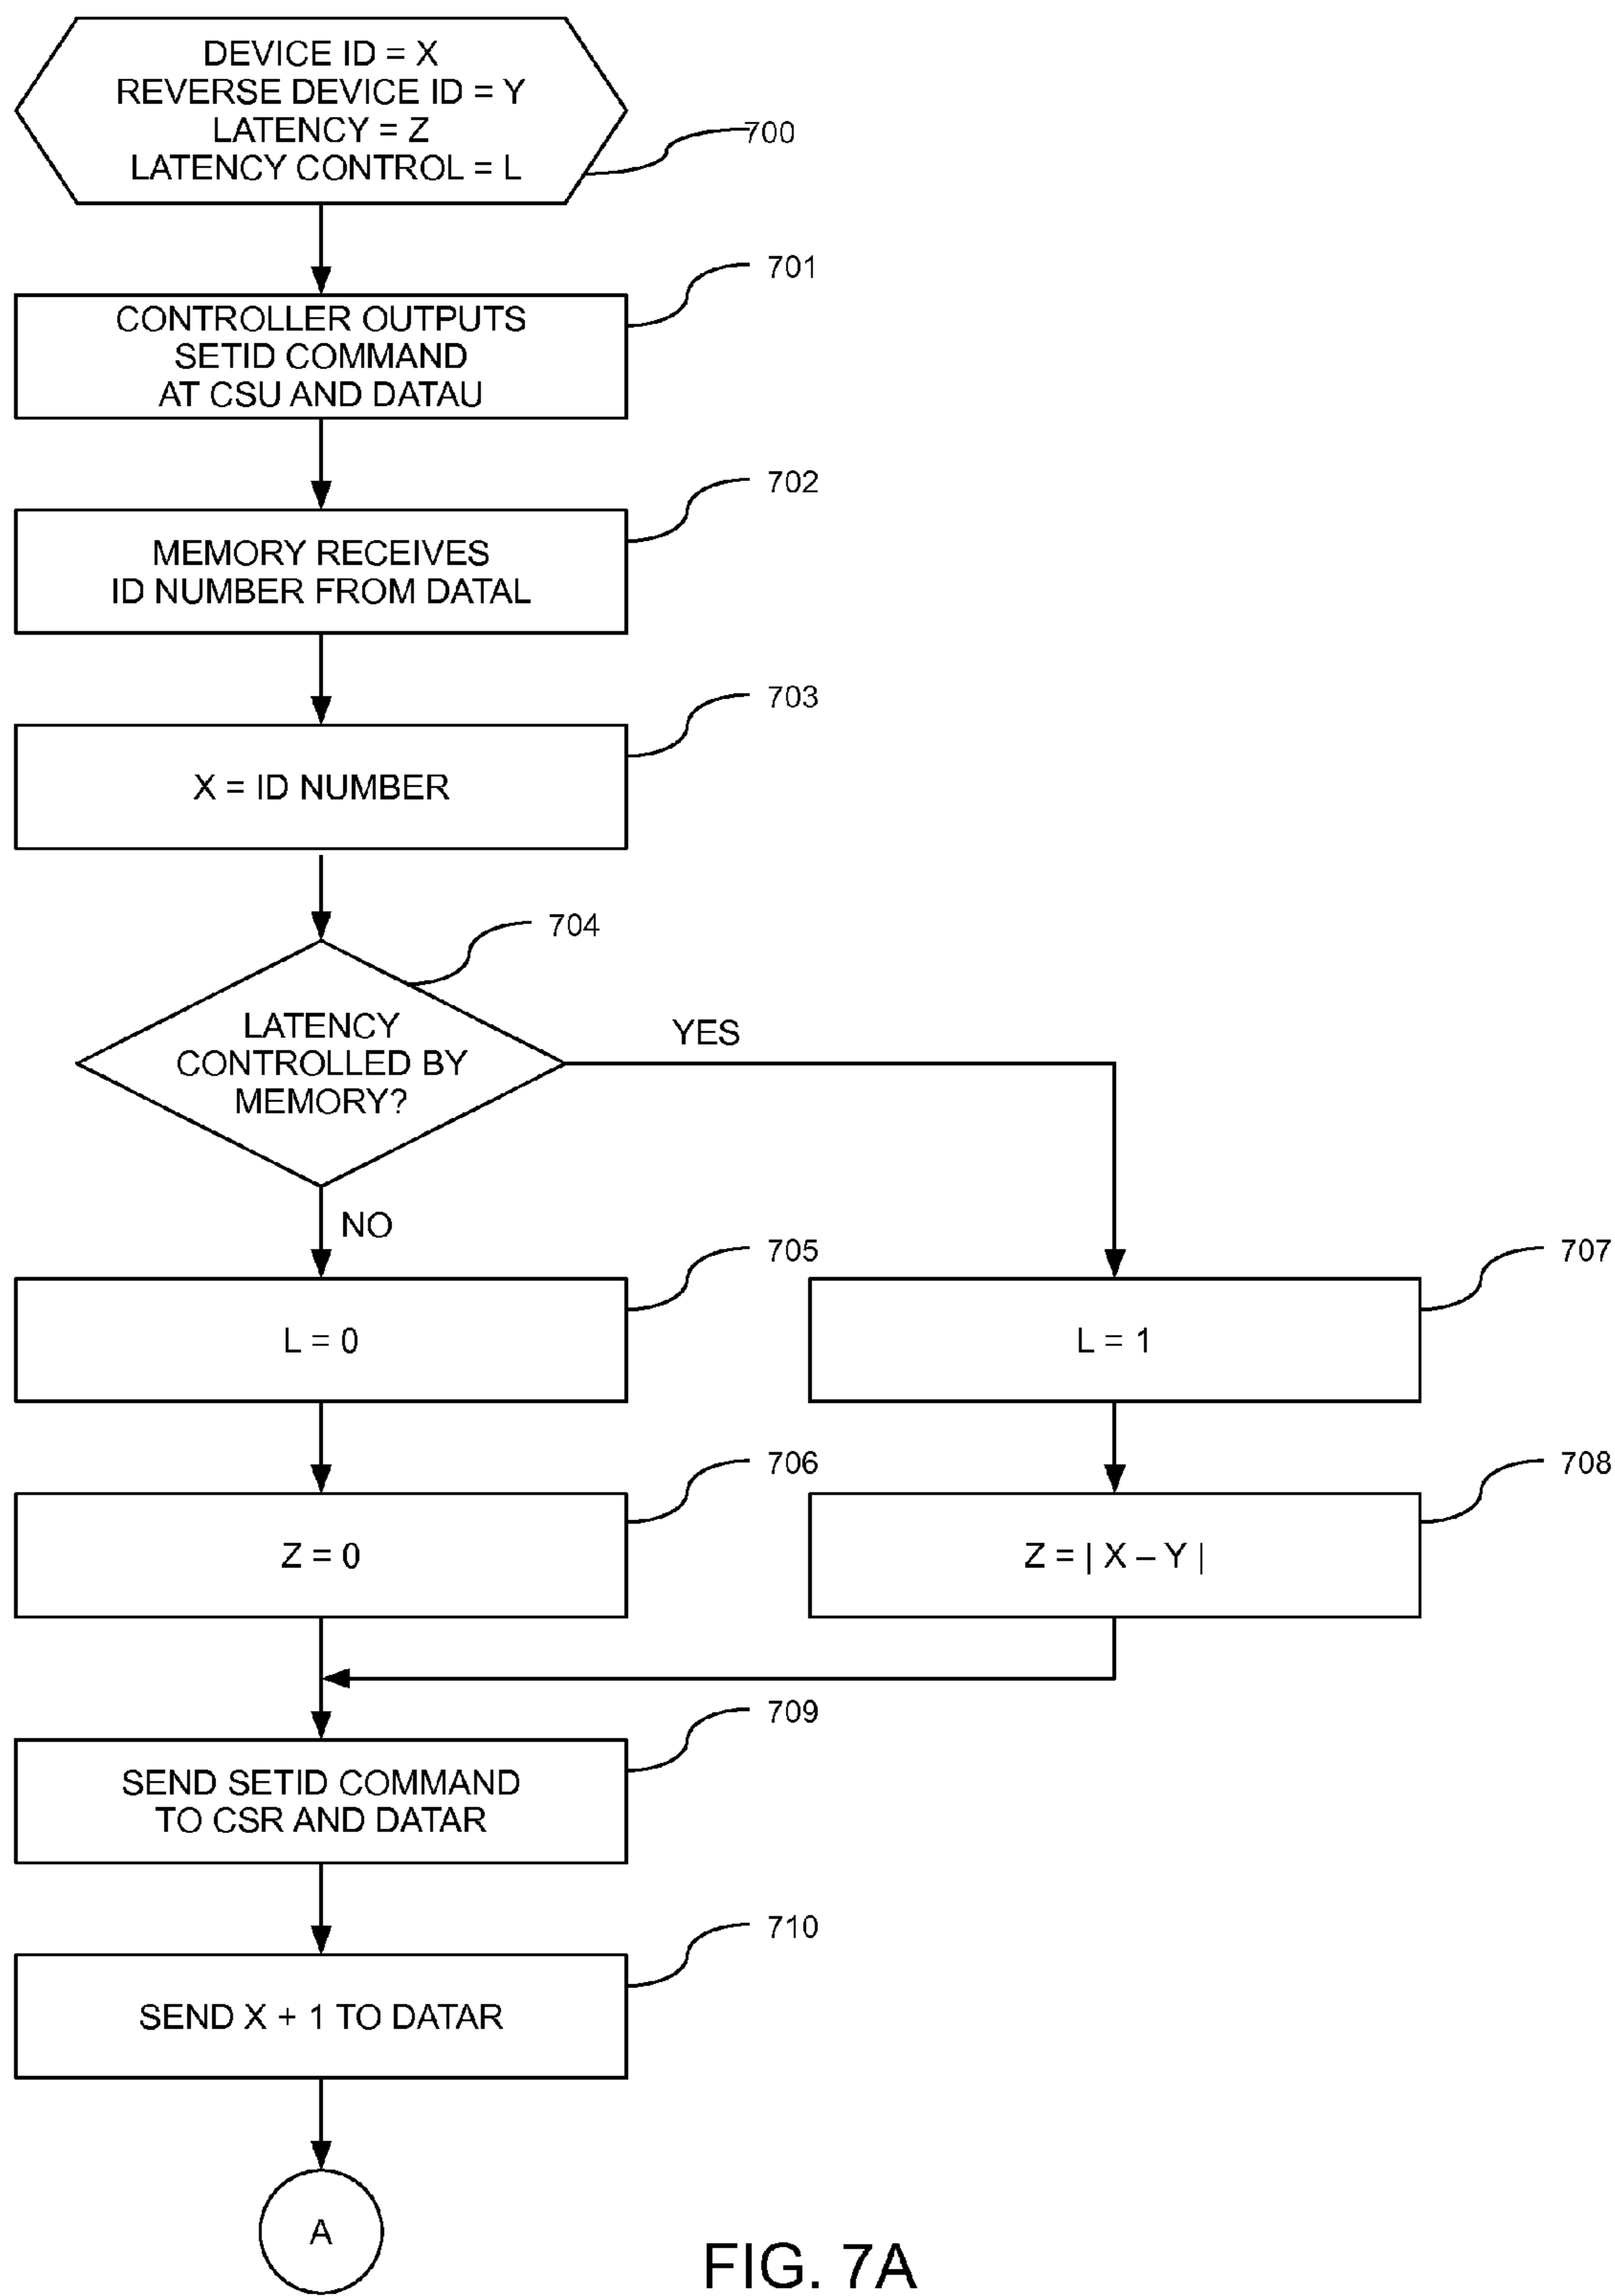 DEVICE ID = X
REVERSE DEVICE ID = Y
LATENCY = Z
LATENCY CONTROL = L
700
701
CONTROLLER OUTPUTS
SETID COMMAND
AT CSU AND DATAU
702
MEMORY RECEIVES
ID NUMBER FROM DATAL
703
X = ID NUMBER
704
LATENCY
CONTROLLED BY
MEMORY?
YES
NO
705
707
L = 0
L = 1
706
708
Z = 0
Z = | X – Y |
709
SEND SETID COMMAND
TO CSR AND DATAR
710
SEND X + 1 TO DATAR
A
FIG. 7A